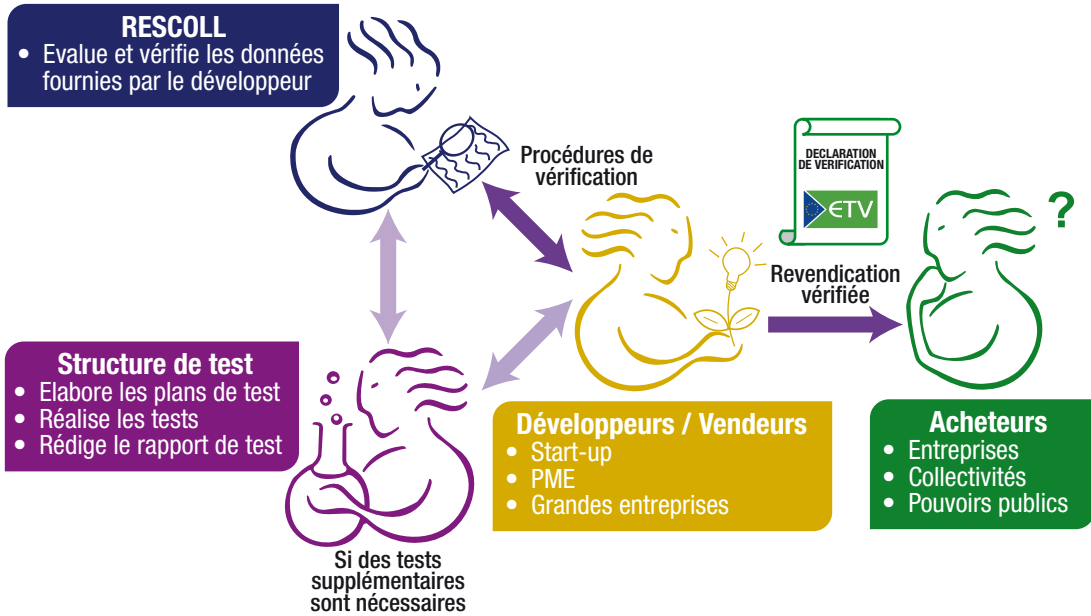 RESCOLL
• Evalue et vérifie les données
fournies par le développeur
Procédures de
vérification
DECLARATION
DE VERIFICATION
ETV
?
Revendication
vérifiée
Structure de test
• Elabore les plans de test
• Réalise les tests
• Rédige le rapport de test
Si des tests
supplémentaires
sont nécessaires
Développeurs / Vendeurs
• Start-up
• PME
• Grandes entreprises
Acheteurs
• Entreprises
• Collectivités
• Pouvoirs publics